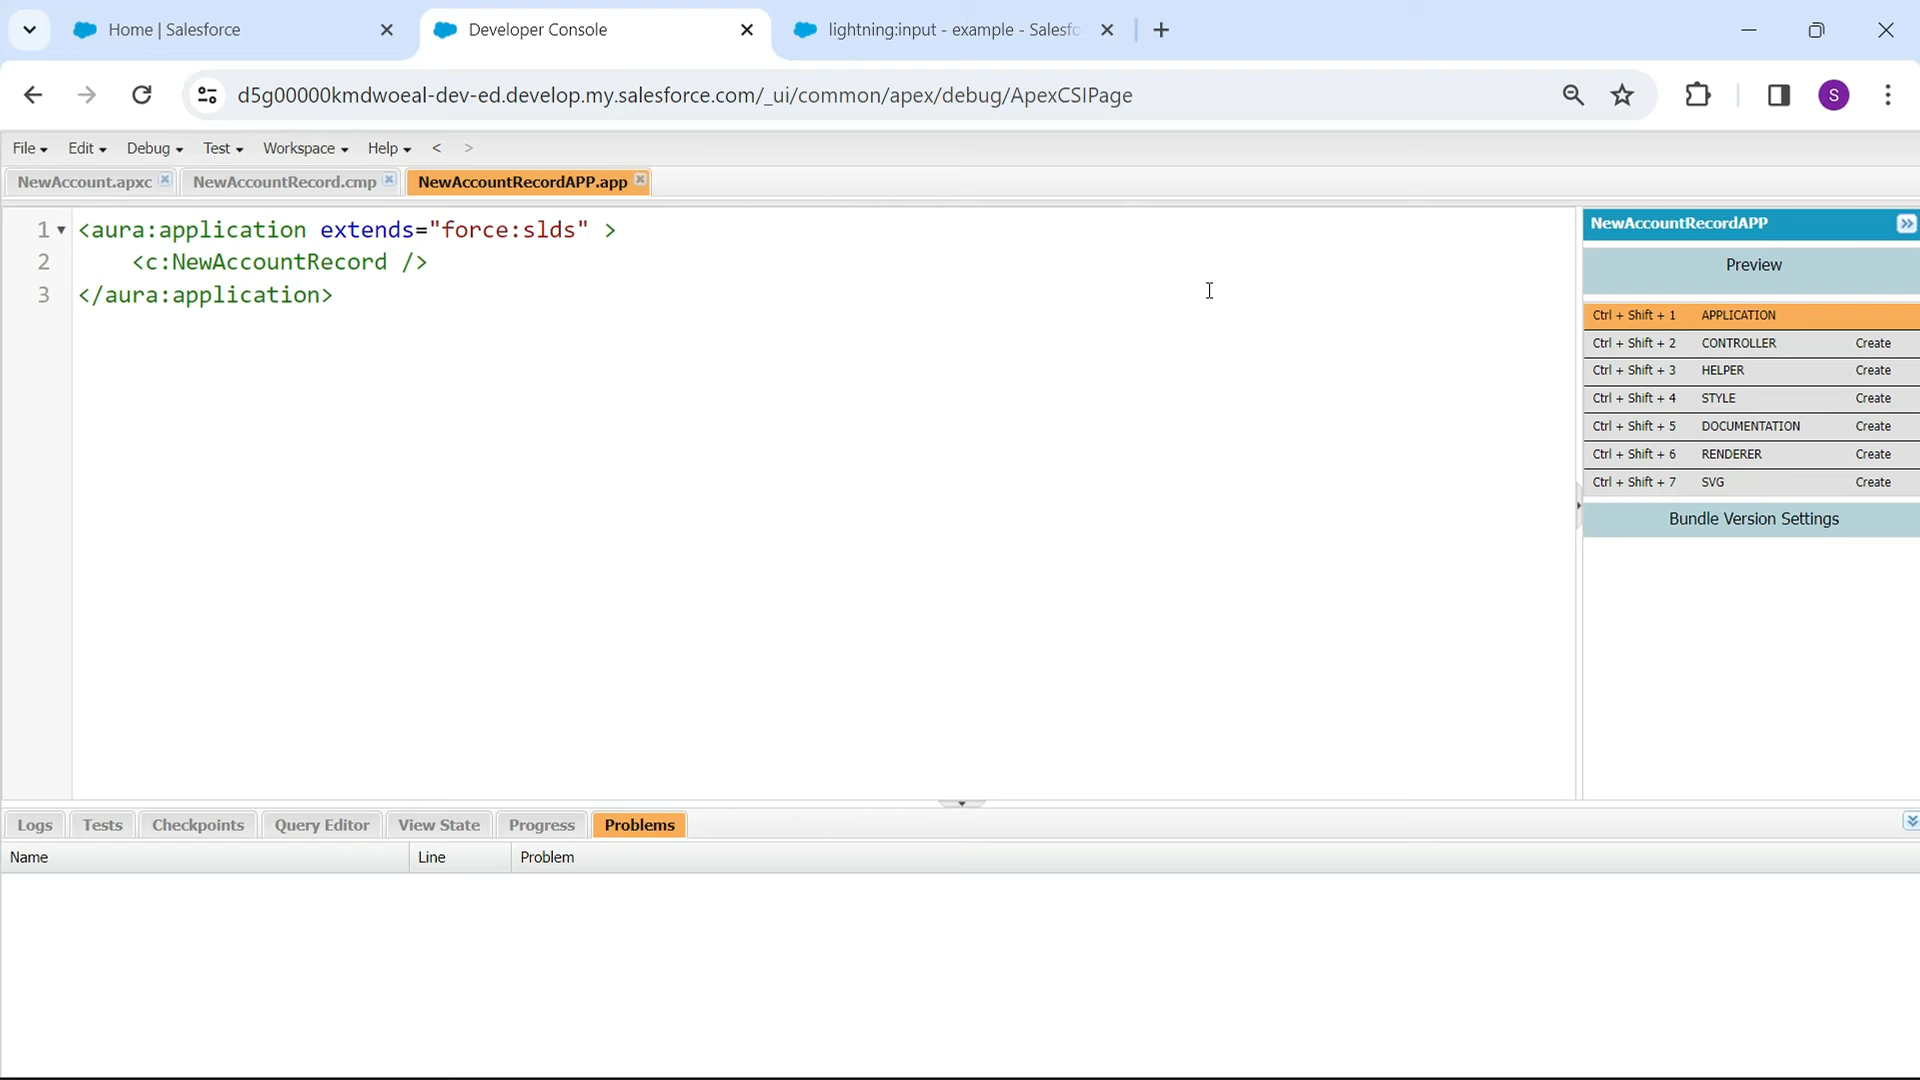 Home | Salesforce
Developer Console
lightning:input - example - Salesfo
d5g00000kmdwoeal-dev-ed.develop.my.salesforce.com/_ui/common/apex/debug/ApexCSIPage
S
File Edit Debug Test Workspace Help < >
NewAccount.apxc NewAccountRecord.cmp NewAccountRecordAPP.app
1 <aura:application extends="force:slds" >
2 <c:NewAccountRecord />
3 </aura:application>
NewAccountRecordAPP
Preview
Ctrl + Shift + 1 APPLICATION
Ctrl + Shift + 2 CONTROLLER Create
Ctrl + Shift + 3 HELPER Create
Ctrl + Shift + 4 STYLE Create
Ctrl + Shift + 5 DOCUMENTATION Create
Ctrl + Shift + 6 RENDERER Create
Ctrl + Shift + 7 SVG Create
Bundle Version Settings
Logs Tests Checkpoints Query Editor View State Progress Problems
Name Line Problem